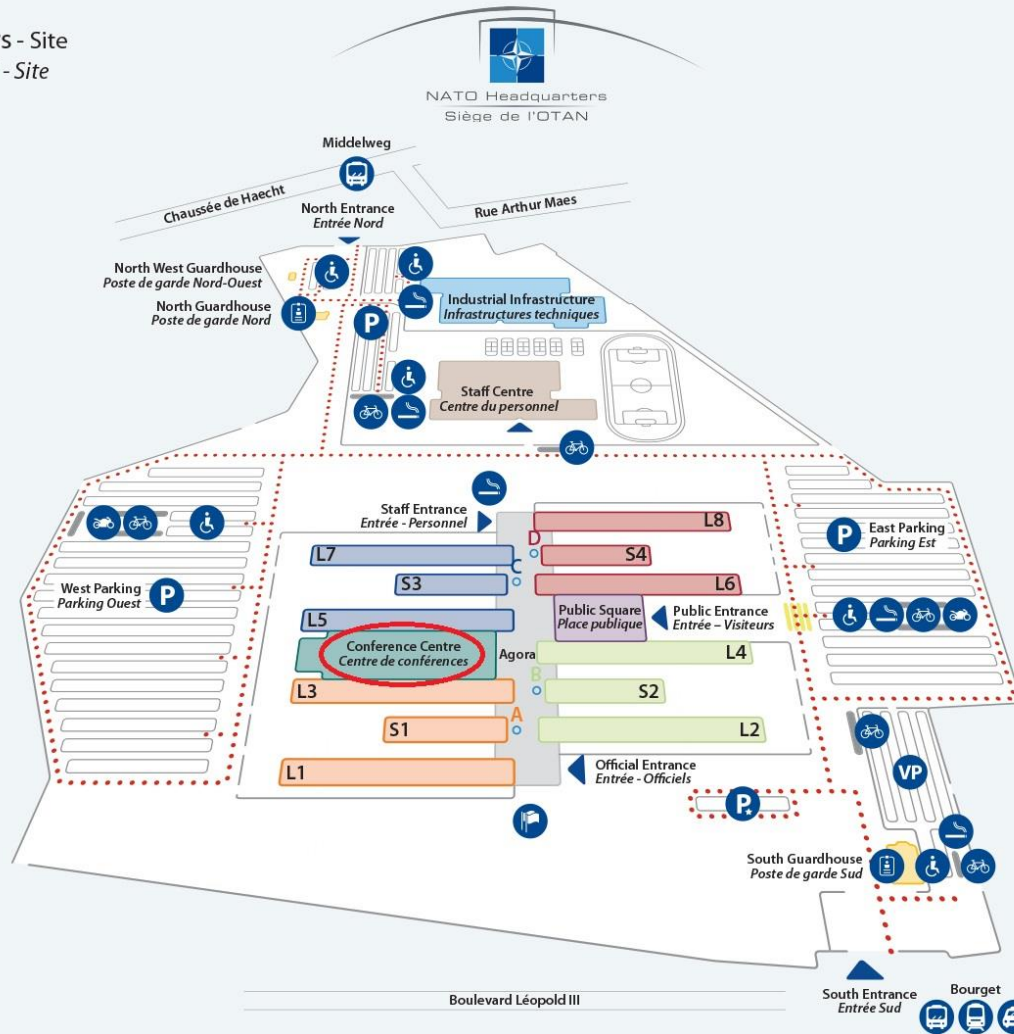 s - Site
- Site
NATO Headquarters
Siège de l'OTAN
Middelweg
Chaussée de Haecht
Rue Arthur Maes
North Entrance
Entrée Nord
North West Guardhouse
Poste de garde Nord-Ouest
North Guardhouse
Poste de garde Nord
P
Industrial Infrastructure
Infrastructures techniques
Staff Centre
Centre du personnel
Staff Entrance
Entrée - Personnel
L8
D
L7
S4
C
S3
L6
East Parking
Parking Est
P
West Parking
Parking Ouest
P
L5
Public Square
Place publique
Public Entrance
Entrée – Visiteurs
Conference Centre
Centre de conférences
Agora
L4
L3
B
S2
A
S1
L2
L1
Official Entrance
Entrée - Officiels
VP
P
South Guardhouse
Poste de garde Sud
South Entrance
Entrée Sud
Bourget
Boulevard Léopold III